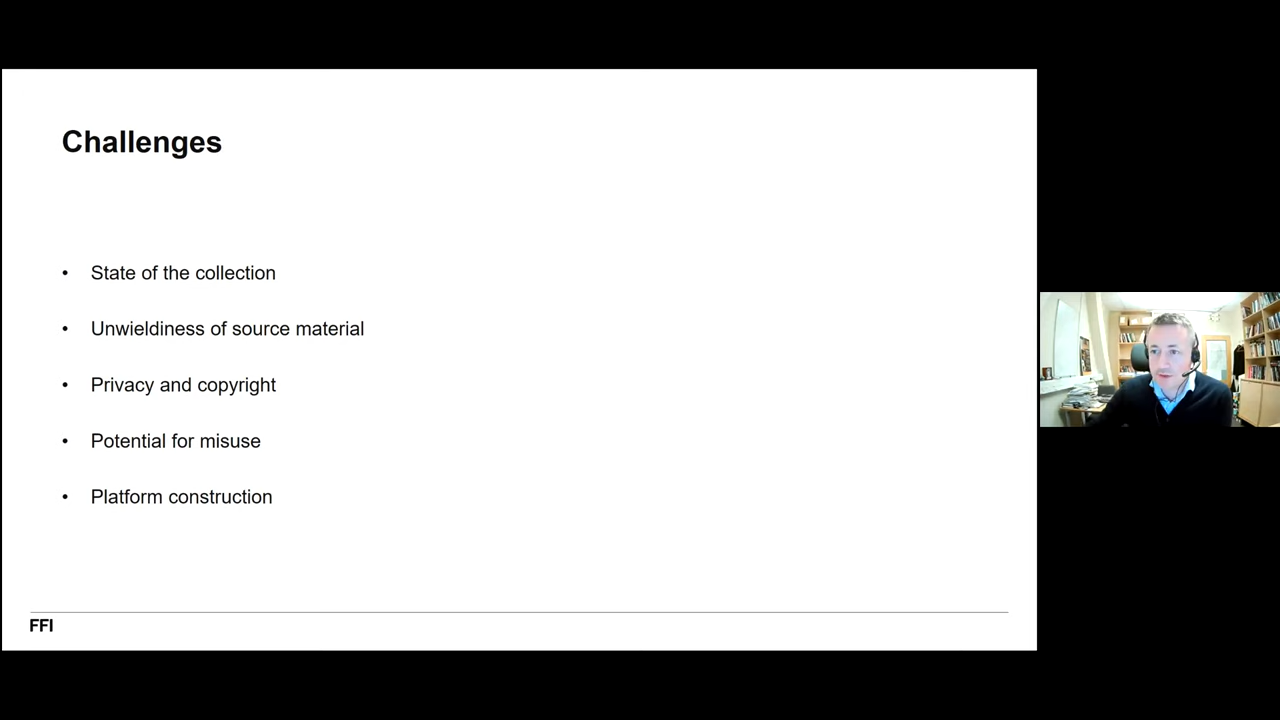 Challenges
• State of the collection
• Unwieldiness of source material
• Privacy and copyright
• Potential for misuse
• Platform construction
FFI